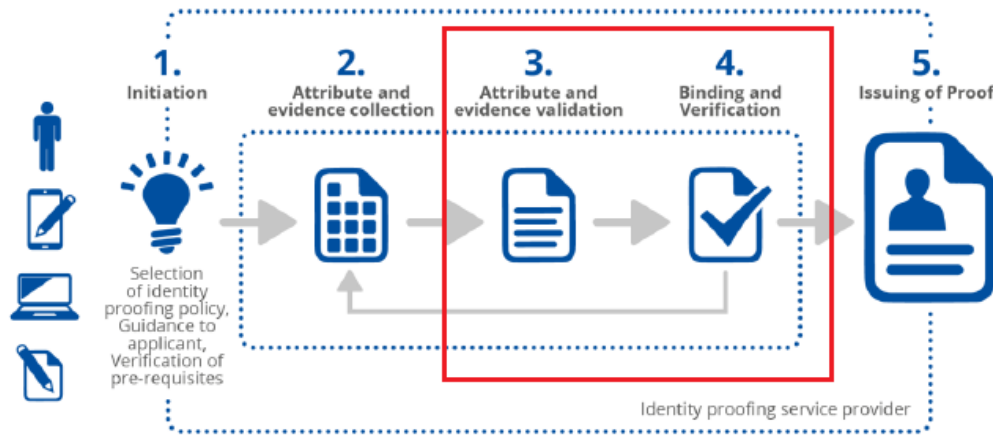 1.
Initiation
2.
Attribute and
evidence collection
3.
Attribute and
evidence validation
4.
Binding and
Verification
5.
Issuing of Proof
Selection
of identity
proofing policy,
Guidance to
applicant,
Verification of
pre-requisites
Identity proofing service provider